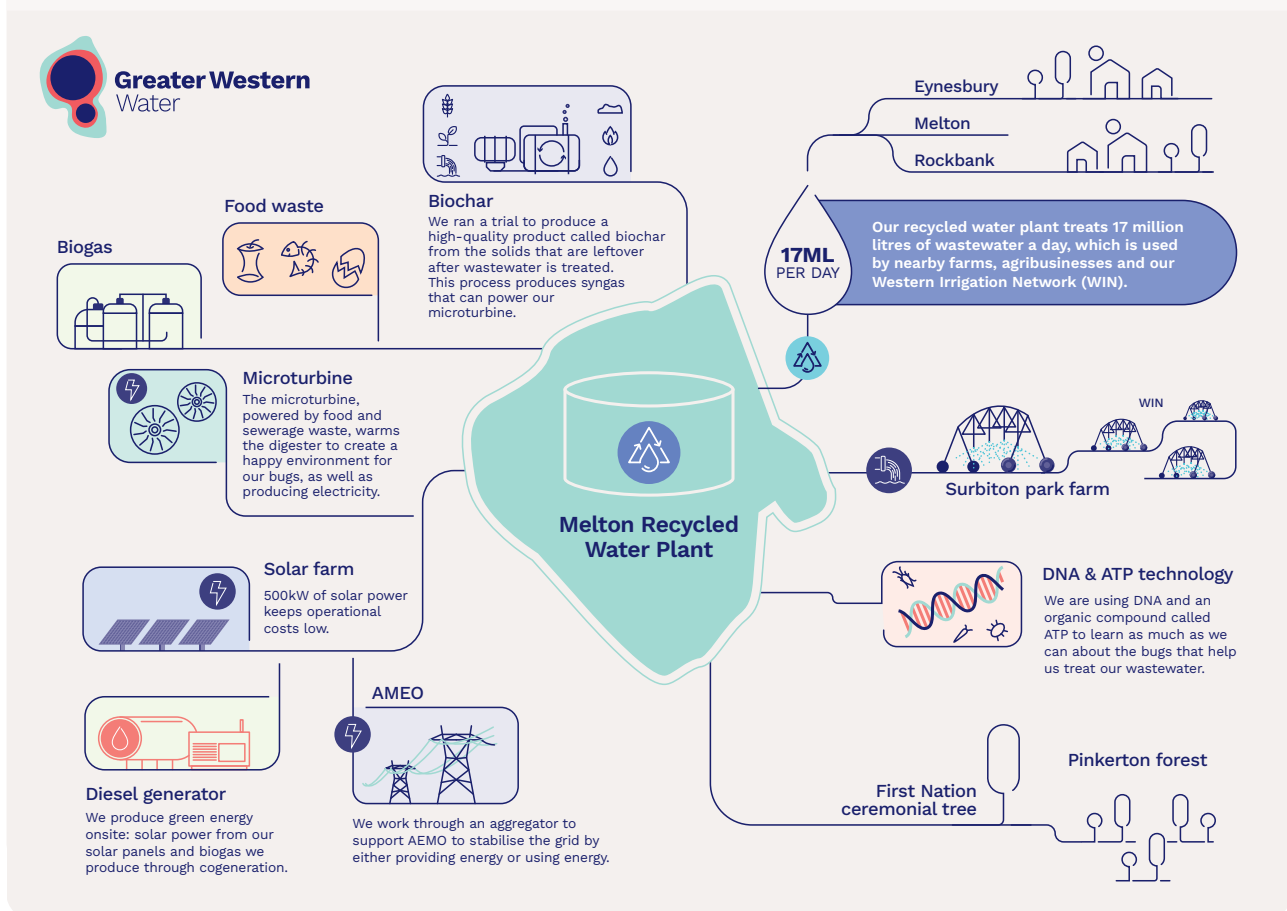 Greater Western
Water
Eynesbury
Melton
Rockbank
Biochar
We ran a trial to produce a
high-quality product called biochar
from the solids that are leftover
after wastewater is treated.
This process produces syngas
that can power our
microturbine.
Food waste
Biogas
17ML
PER DAY
Our recycled water plant treats 17 million
litres of wastewater a day, which is used
by nearby farms, agribusinesses and our
Western Irrigation Network (WIN).
Microturbine
The microturbine,
powered by food and
sewerage waste, warms
the digester to create a
happy environment for
our bugs, as well as
producing electricity.
WIN
Surbiton park farm
Melton Recycled
Water Plant
Solar farm
500kW of solar power
keeps operational
costs low.
DNA & ATP technology
We are using DNA and an
organic compound called
ATP to learn as much as we
can about the bugs that help
us treat our wastewater.
AMEO
Diesel generator
We produce green energy
onsite: solar power from our
solar panels and biogas we
produce through cogeneration.
We work through an aggregator to
support AEMO to stabilise the grid by
either providing energy or using energy.
First Nation
ceremonial tree
Pinkerton forest